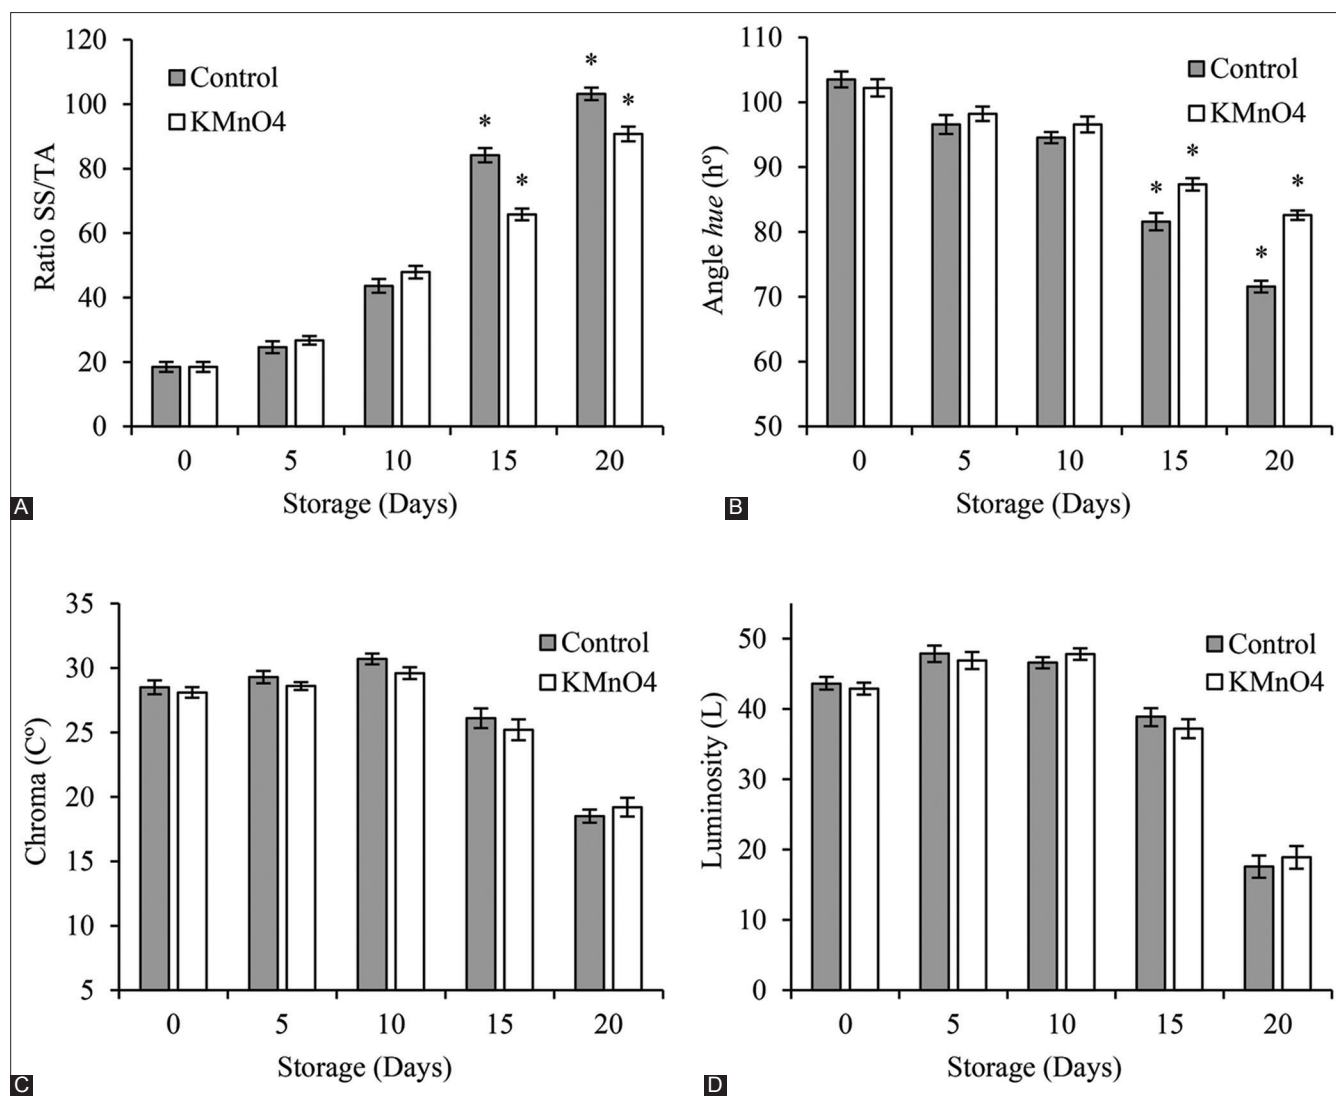 120
100
80
60
40
20
0
Ratio SS/TA
Control
KMnO4
*
*
*
*
0 5 10 15 20
Storage (Days)
A
110
100
90
80
70
60
50
Angle hue (hº)
Control
KMnO4
*
*
*
*
0 5 10 15 20
Storage (Days)
B
35
30
25
20
15
10
5
Chroma (Cº)
Control
KMnO4
0 5 10 15 20
Storage (Days)
C
50
40
30
20
10
0
Luminosity (L)
Control
KMnO4
0 5 10 15 20
Storage (Days)
D